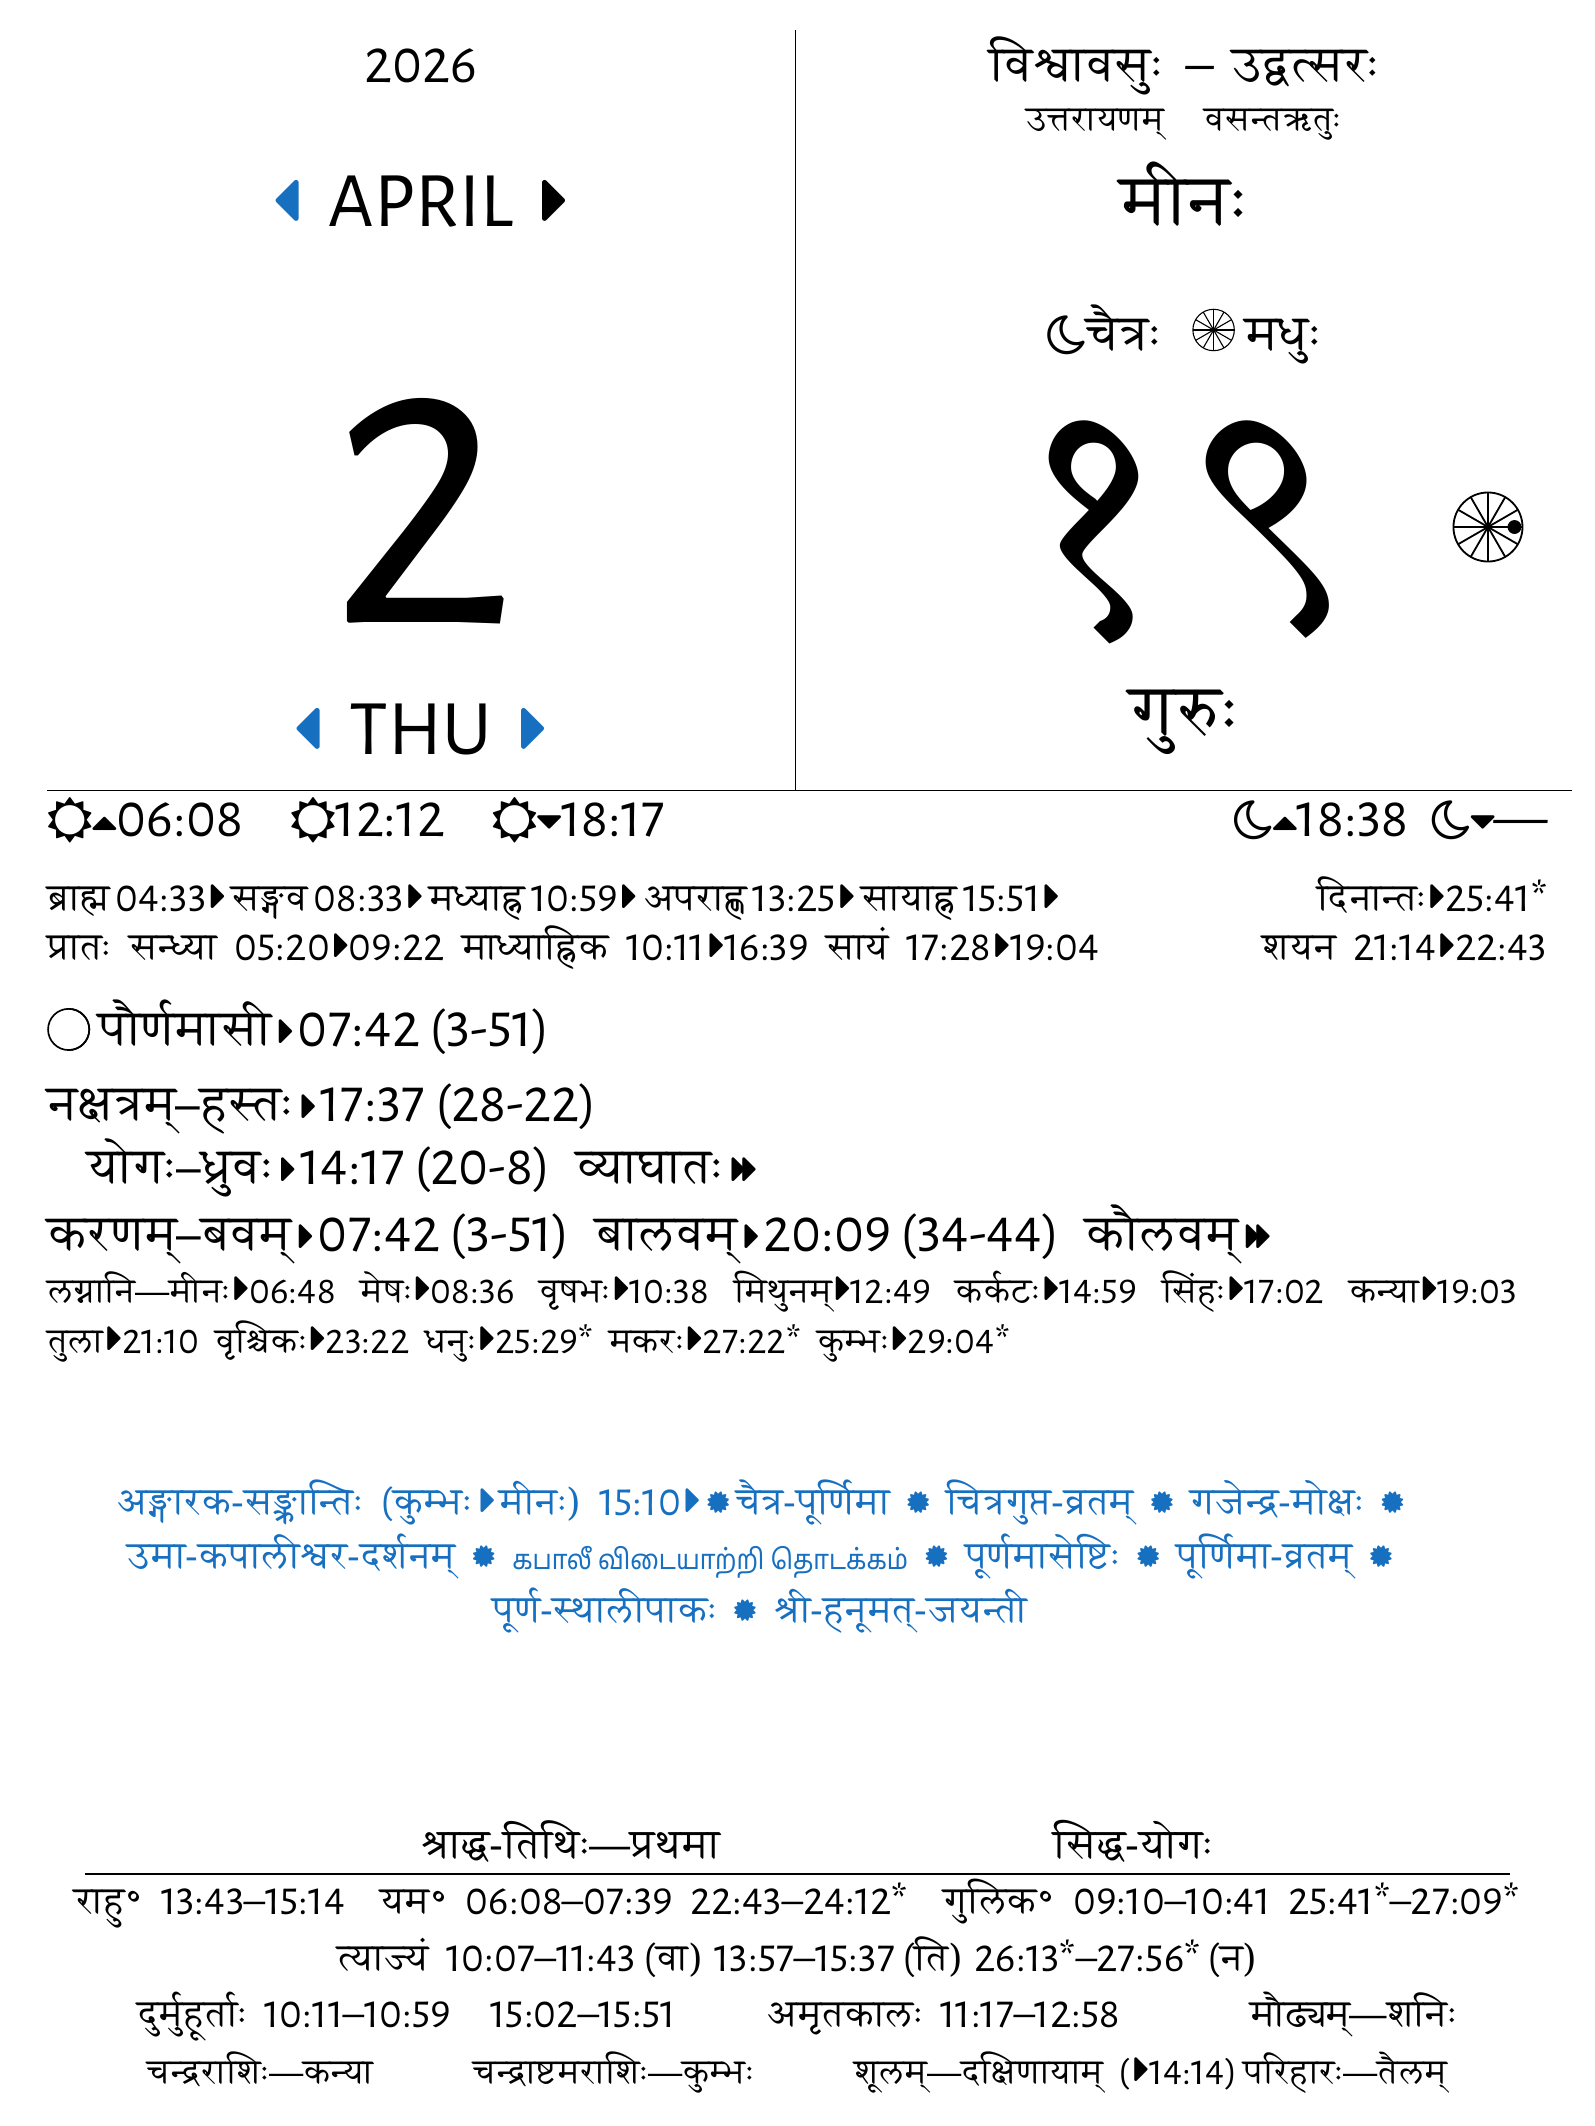 2026
APRIL
2
THU
विश्वावसुः – उद्वत्सरः
उत्तरायणम् वसन्तऋतुः
मीनः
चैत्रः मधुः
१९
गुरुः
06:08 12:12 18:17 18:38 —
ब्राह्म 04:33 सङ्गव 08:33 मध्याह्न 10:59 अपराह्ण 13:25 सायाह्न 15:51 दिनान्तः 25:41*
प्रातः सन्ध्या 05:20 09:22 माध्याह्निक 10:11 16:39 सायं 17:28 19:04 शयन 21:14 22:43
पौर्णमासी 07:42 (3-51)
नक्षत्रम्–हस्तः 17:37 (28-22)
योगः–ध्रुवः 14:17 (20-8) व्याघातः
करणम्–बवम् 07:42 (3-51) बालवम् 20:09 (34-44) कौलवम्
लग्नानि—मीनः 06:48 मेषः 08:36 वृषभः 10:38 मिथुनम् 12:49 कर्कटः 14:59 सिंहः 17:02 कन्या 19:03
तुला 21:10 वृश्चिकः 23:22 धनुः 25:29* मकरः 27:22* कुम्भः 29:04*
अङ्गारक-सङ्क्रान्तिः (कुम्भः मीनः) 15:10 चैत्र-पूर्णिमा चित्रगुप्त-व्रतम् गजेन्द्र-मोक्षः
उमा-कपालीश्वर-दर्शनम् கபாலீ விடையாற்றி தொடக்கம் पूर्णमासेष्टिः पूर्णिमा-व्रतम्
पूर्ण-स्थालीपाकः श्री-हनूमत्-जयन्ती
श्राद्ध-तिथिः—प्रथमा सिद्ध-योगः
राहु॰ 13:43–15:14 यम॰ 06:08–07:39 22:43–24:12* गुलिक॰ 09:10–10:41 25:41*–27:09*
त्याज्यं 10:07–11:43 (वा) 13:57–15:37 (ति) 26:13*–27:56* (न)
दुर्मुहूर्ताः 10:11–10:59 15:02–15:51 अमृतकालः 11:17–12:58 मौढ्यम्—शनिः
चन्द्रराशिः—कन्या चन्द्राष्टमराशिः—कुम्भः शूलम्—दक्षिणायाम् (14:14) परिहारः—तैलम्